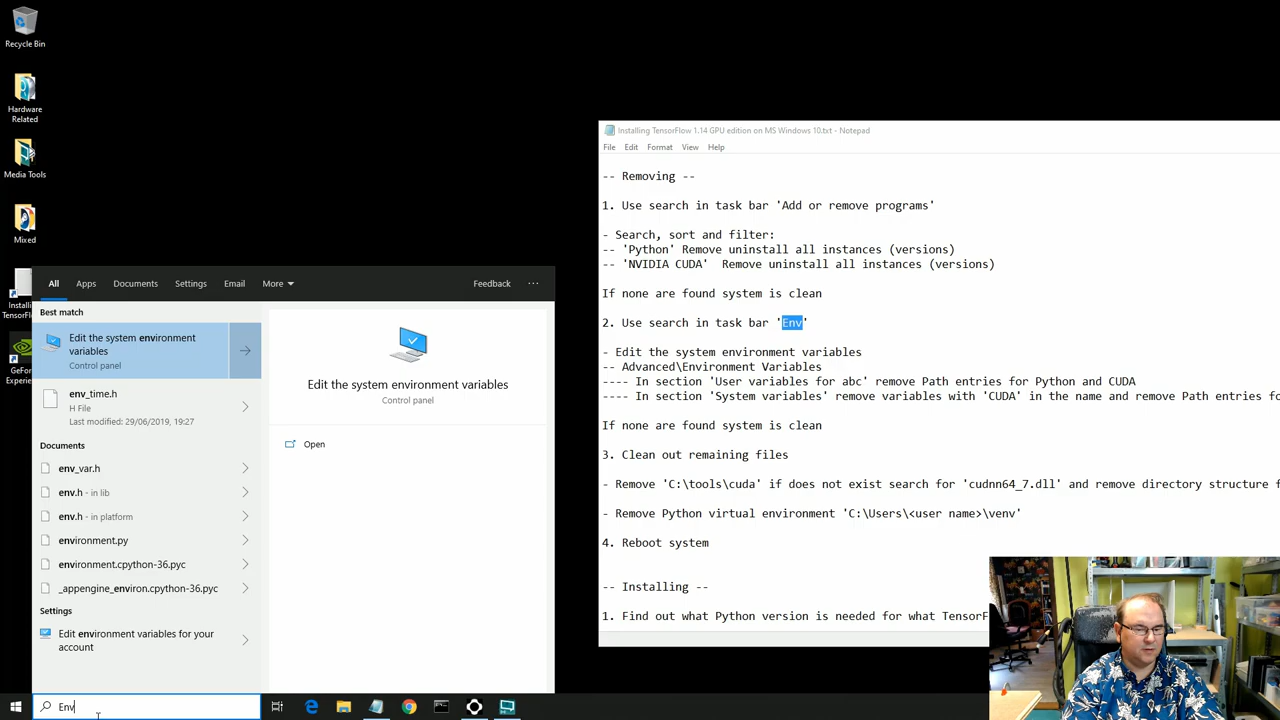 Recycle Bin
Hardware
Related
Media Tools
Mixed
Installi
TensorF
GeFor
Experie
All Apps Documents Settings Email More Feedback ...
Best match
Edit the system environment
variables
Control panel
env_time.h
H File
Last modified: 29/06/2019, 19:27
Documents
env_var.h
env.h - in lib
env.h - in platform
environment.py
environment.cpython-36.pyc
_appengine_environ.cpython-36.pyc
Settings
Edit environment variables for your
account
Edit the system environment variables
Control panel
Open
Env
Installing TensorFlow 1.14 GPU edition on MS Windows 10.txt - Notepad
File Edit Format View Help
-- Removing --
1. Use search in task bar 'Add or remove programs'
- Search, sort and filter:
-- 'Python' Remove uninstall all instances (versions)
-- 'NVIDIA CUDA'  Remove uninstall all instances (versions)
If none are found system is clean
2. Use search in task bar 'Env'
- Edit the system environment variables
-- Advanced\Environment Variables
---- In section 'User variables for abc' remove Path entries for Python and CUDA
---- In section 'System variables' remove variables with 'CUDA' in the name and remove Path entries fo
If none are found system is clean
3. Clean out remaining files
- Remove 'C:\tools\cuda' if does not exist search for 'cudnn64_7.dll' and remove directory structure f
- Remove Python virtual environment 'C:\Users\<user name>\venv'
4. Reboot system
-- Installing --
1. Find out what Python version is needed for what TensorF